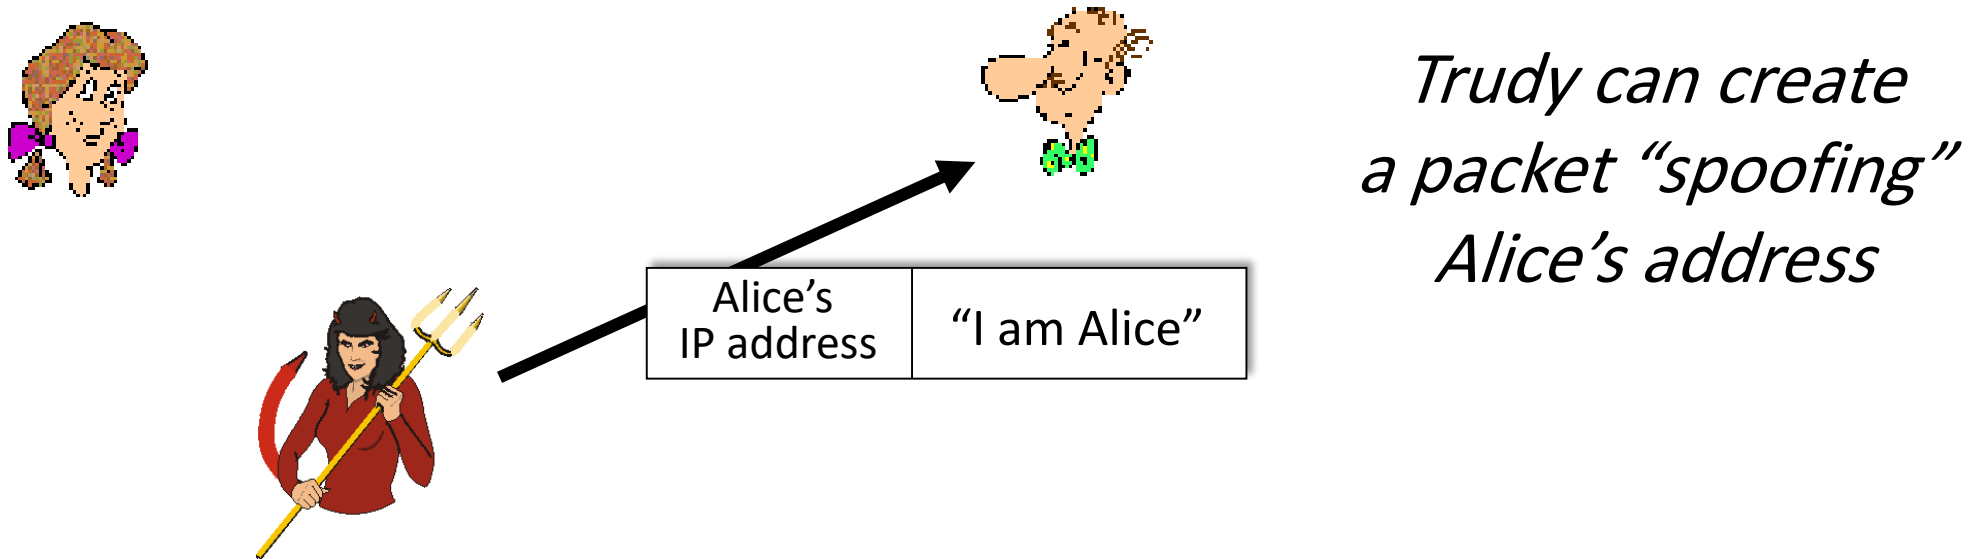 Trudy can create
a packet “spoofing”
Alice’s address
Alice’s
IP address
“I am Alice”